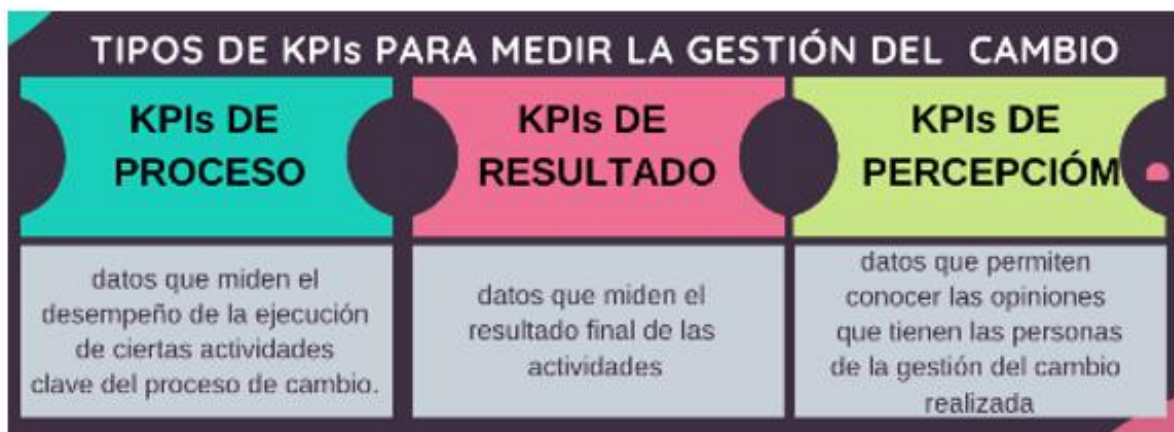 TIPOS DE KPIs PARA MEDIR LA GESTIÓN DEL CAMBIO
KPIs DE
PROCESO
datos que miden el
desempeño de la ejecución
de ciertas actividades
clave del proceso de cambio.
KPIs DE
RESULTADO
datos que miden el
resultado final de las
actividades
KPIs DE
PERCEPCIÓM
datos que permiten
conocer las opiniones
que tienen las personas
de la gestión del cambio
realizada